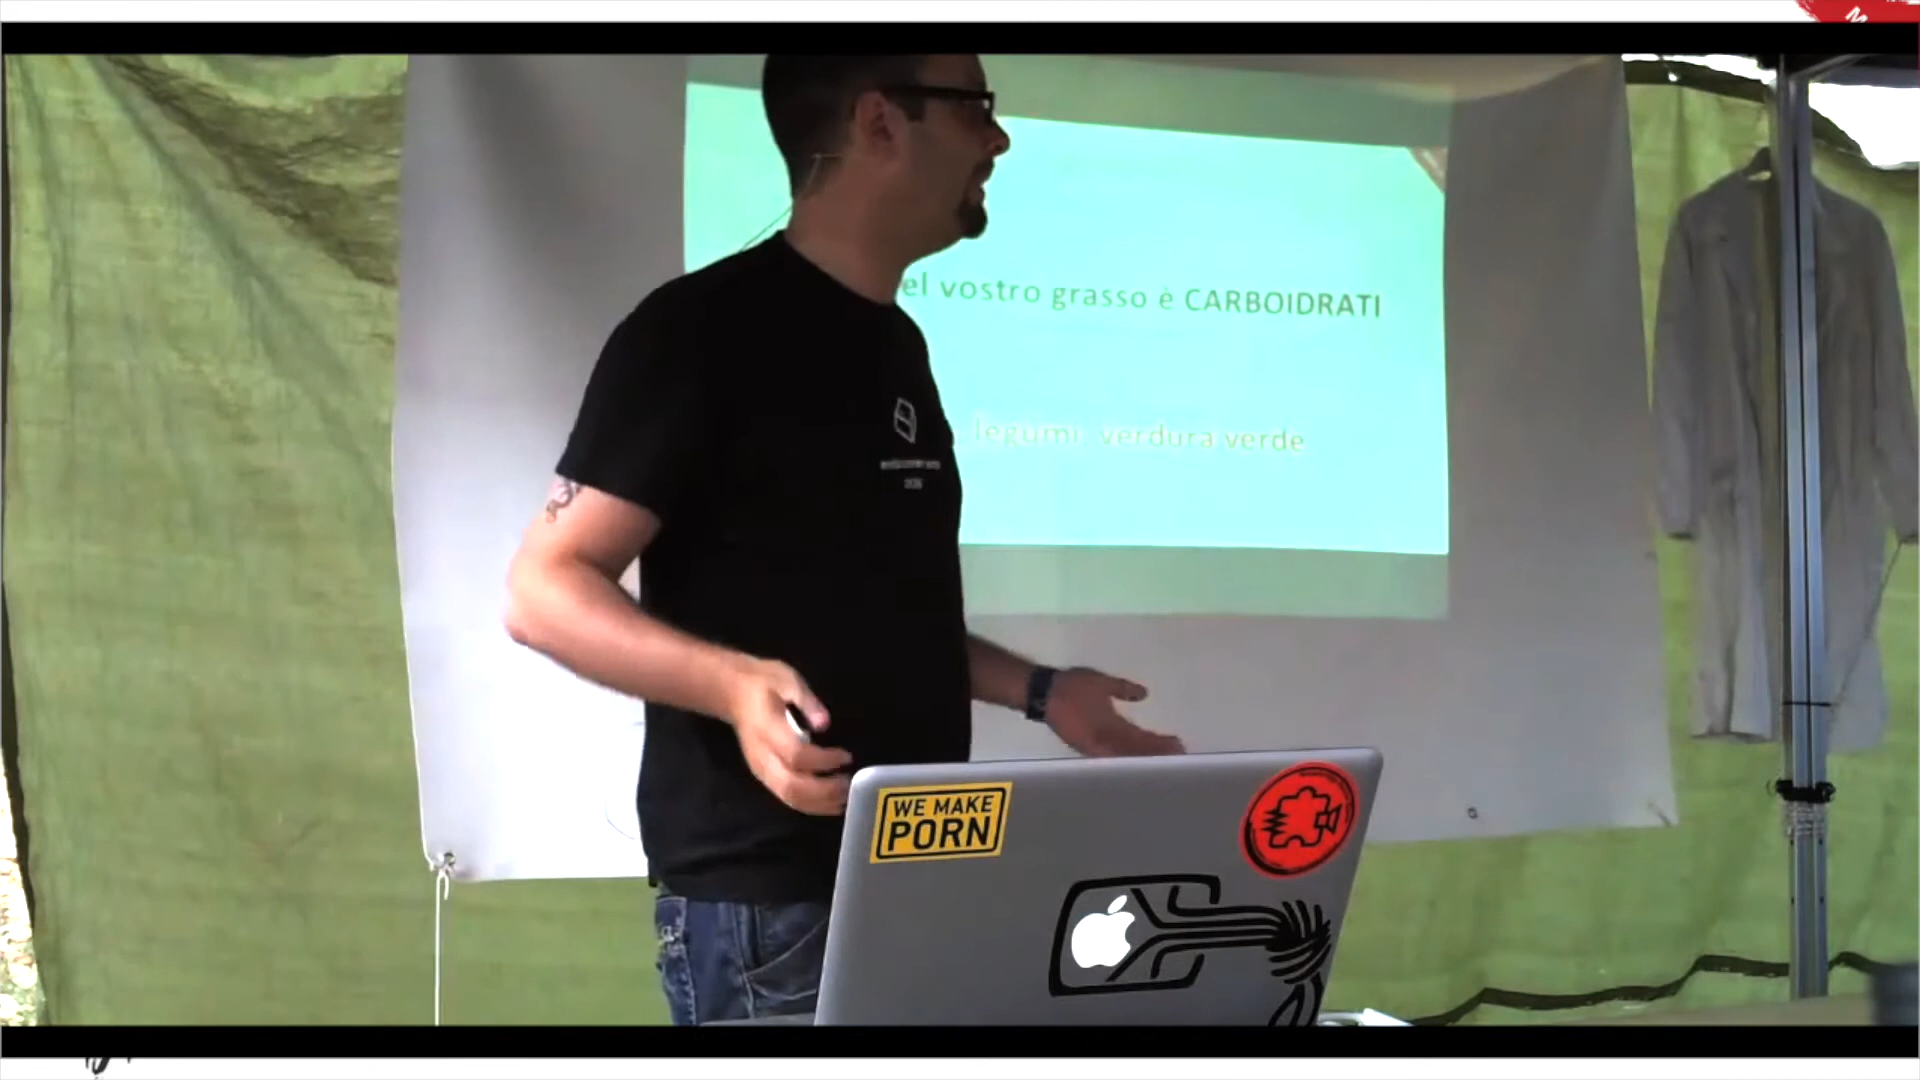 el vostro grasso è CARBOIDRATI
legumi, verdura verde
WE MAKE
PORN